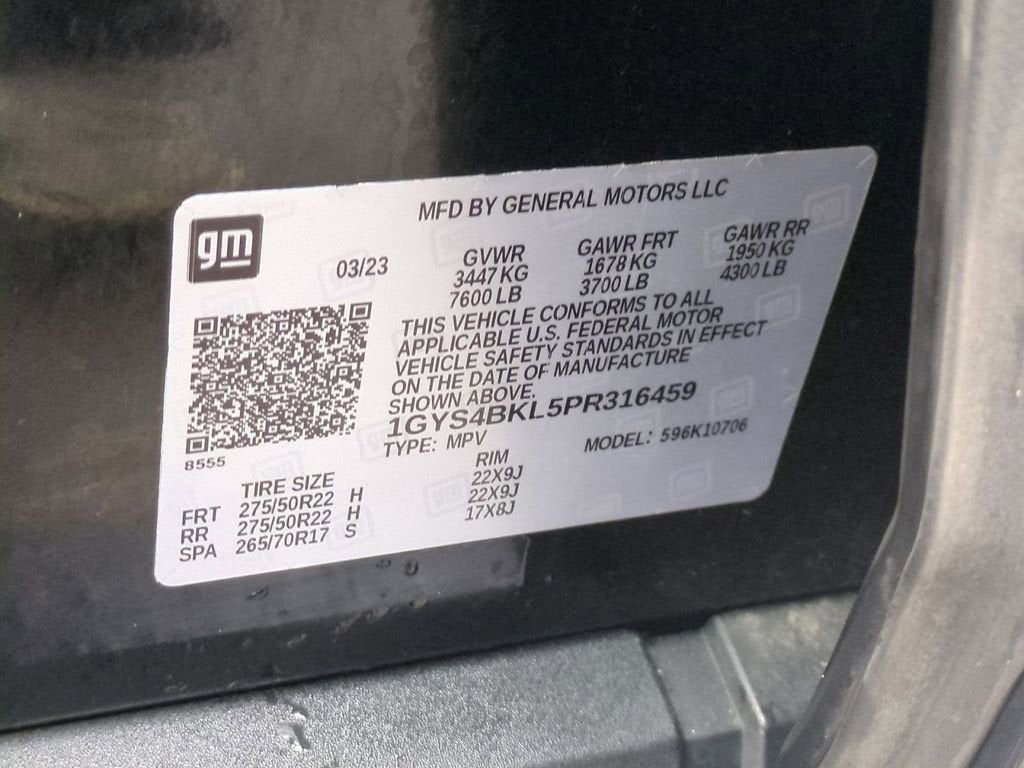 MFD BY GENERAL MOTORS LLC
gm
03/23
GVWR GAWR FRT GAWR RR
3447 KG 1678 KG 1950 KG
7600 LB 3700 LB 4300 LB
THIS VEHICLE CONFORMS TO ALL
APPLICABLE U.S. FEDERAL MOTOR
VEHICLE SAFETY STANDARDS IN EFFECT
ON THE DATE OF MANUFACTURE
SHOWN ABOVE.
1GYS4BKL5PR316459
TYPE: MPV MODEL: 596K10706
8555
TIRE SIZE RIM
FRT 275/50R22 H 22X9J
RR 275/50R22 H 22X9J
SPA 265/70R17 S 17X8J